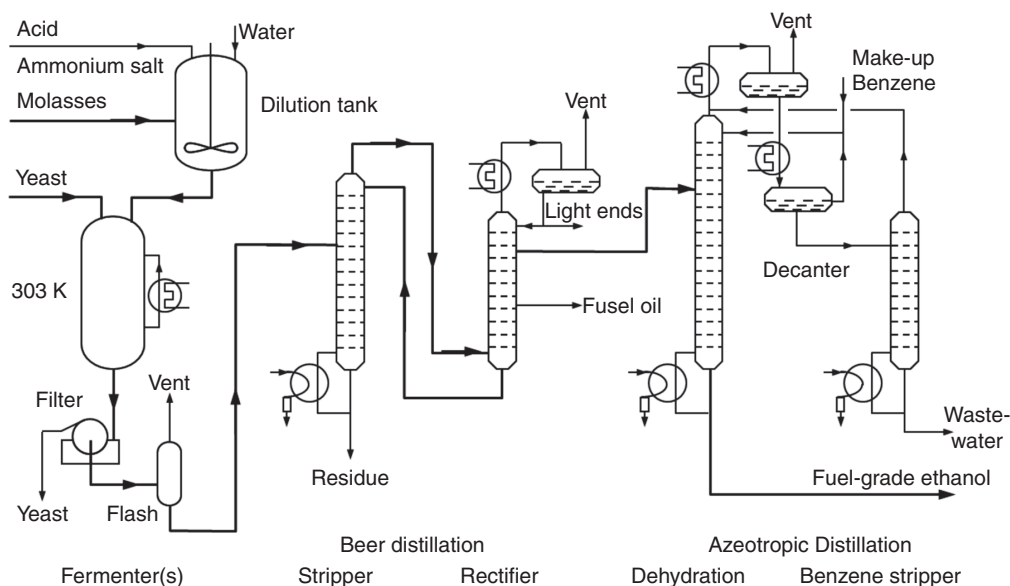 Acid
Water
Ammonium salt
Molasses
Dilution tank
Yeast
303 K
Filter
Vent
Yeast
Flash
Vent
Light ends
Fusel oil
Residue
Vent
Make-up
Benzene
Decanter
Waste-
water
Fuel-grade ethanol
Beer distillation
Azeotropic Distillation
Fermenter(s)
Stripper
Rectifier
Dehydration
Benzene stripper